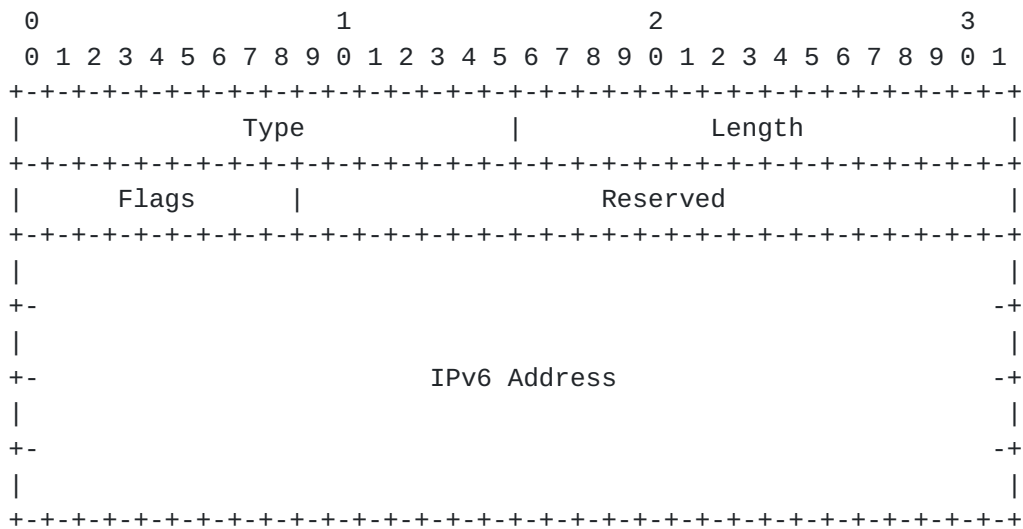 0                   1                   2                   3
 0 1 2 3 4 5 6 7 8 9 0 1 2 3 4 5 6 7 8 9 0 1 2 3 4 5 6 7 8 9 0 1
+-+-+-+-+-+-+-+-+-+-+-+-+-+-+-+-+-+-+-+-+-+-+-+-+-+-+-+-+-+-+-+-+
|              Type             |            Length             |
+-+-+-+-+-+-+-+-+-+-+-+-+-+-+-+-+-+-+-+-+-+-+-+-+-+-+-+-+-+-+-+-+
|      Flags      |                   Reserved                  |
+-+-+-+-+-+-+-+-+-+-+-+-+-+-+-+-+-+-+-+-+-+-+-+-+-+-+-+-+-+-+-+-+
|                                                               |
+-                                                             -+
|                                                               |
+-                         IPv6 Address                        -+
|                                                               |
+-                                                             -+
|                                                               |
+-+-+-+-+-+-+-+-+-+-+-+-+-+-+-+-+-+-+-+-+-+-+-+-+-+-+-+-+-+-+-+-+